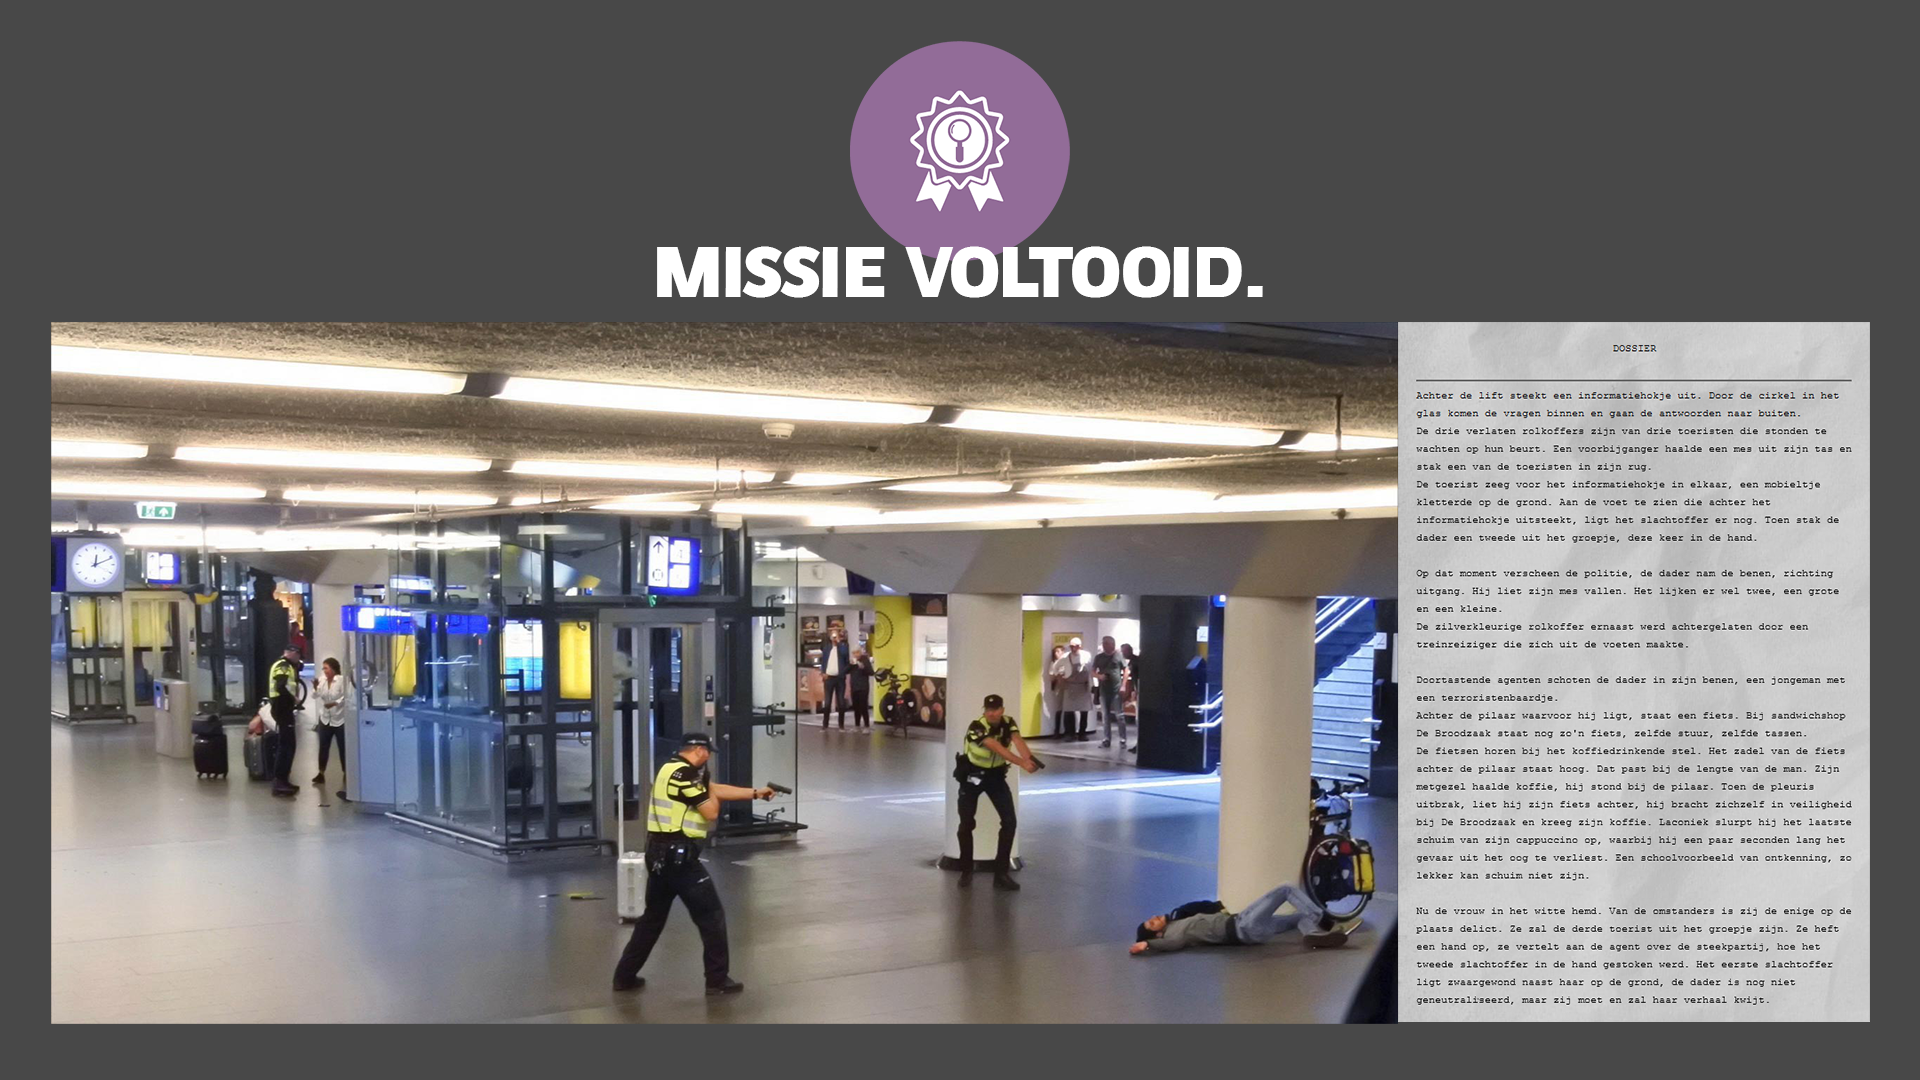 MISSIE VOLTOOID.
DOSSIER
Achter de lift steekt een informatiehokje uit. Door de cirkel in het
glas komen de vragen binnen en gaan de antwoorden naar buiten.
De drie verlaten rolkoffers zijn van drie toeristen die stonden te
wachten op hun beurt. Een voorbijganger haalde een mes uit zijn tas en
stak een van de toeristen in zijn rug.
De toerist zeeg voor het informatiehokje in elkaar, een mobieltje
kletterde op de grond. Aan de voet te zien die achter het
informatiehokje uitsteekt, ligt het slachtoffer er nog. Toen stak de
dader een tweede uit het groepje, deze keer in de hand.
Op dat moment verscheen de politie, de dader nam de benen, richting
uitgang. Hij liet zijn mes vallen. Het lijken er wel twee, een grote
en een kleine.
De zilverkleurige rolkoffer ernaast werd achtergelaten door een
treinreiziger die zich uit de voeten maakte.
Doortastende agenten schoten de dader in zijn benen, een jongeman met
een terroristenbaardje.
Achter de pilaar waarvoor hij ligt, staat een fiets. Bij sandwichshop
De Broodzaak staat nog zo'n fiets, zelfde stuur, zelfde tassen.
De fietsen horen bij het koffiedrinkende stel. Het zadel van de fiets
achter de pilaar staat hoog. Dat past bij de lengte van de man. Zijn
metgezel haalde koffie, hij stond bij de pilaar. Toen de pleuris
uitbrak, liet hij zijn fiets achter, hij bracht zichzelf in veiligheid
bij De Broodzaak en kreeg zijn koffie. Laconiek slurpt hij het laatste
schuim van zijn cappuccino op, waarbij hij een paar seconden lang het
gevaar uit het oog te verliest. Een schoolvoorbeeld van ontkenning, zo
lekker kan schuim niet zijn.
Nu de vrouw in het witte hemd. Van de omstanders is zij de enige op de
plaats delict. Ze zal de derde toerist uit het groepje zijn. Ze heft
een hand op, ze vertelt aan de agent over de steekpartij, hoe het
tweede slachtoffer in de hand gestoken werd. Het eerste slachtoffer
ligt zwaargewond naast haar op de grond, de dader is nog niet
geneutraliseerd, maar zij moet en zal haar verhaal kwijt.